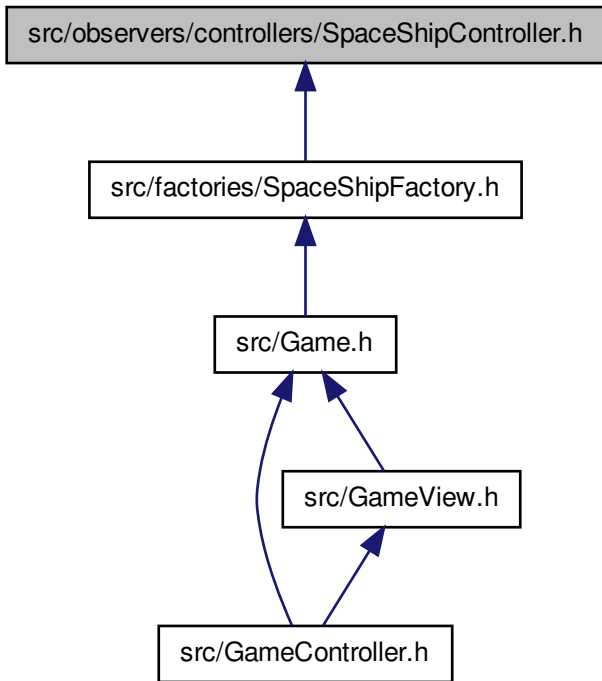 src/observers/controllers/SpaceShipController.h
src/factories/SpaceShipFactory.h
src/Game.h
src/GameView.h
src/GameController.h